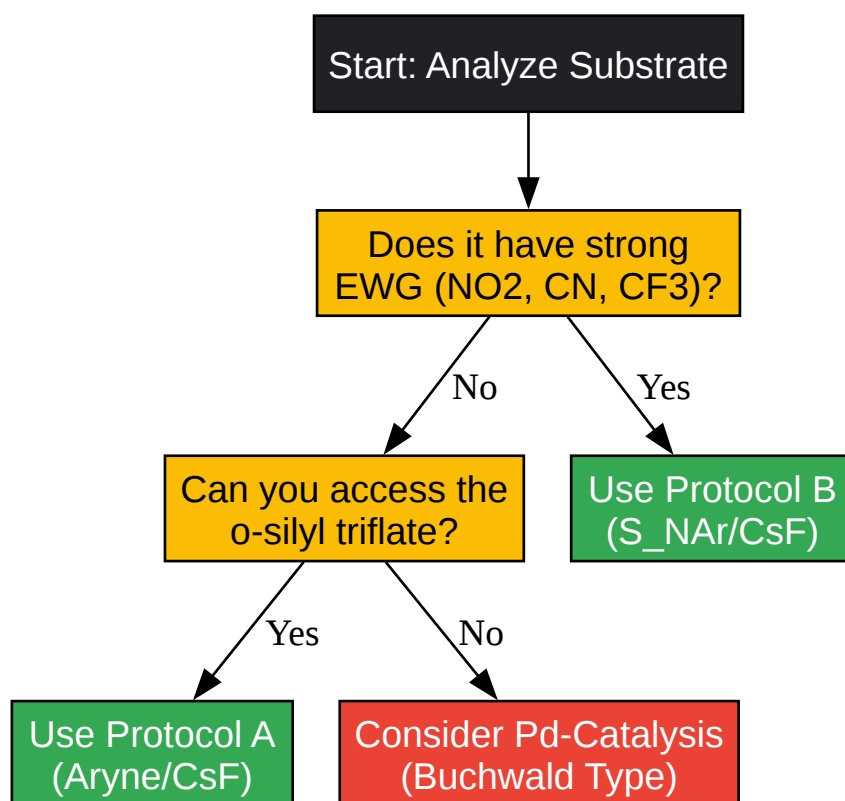 Start: Analyze Substrate
Does it have strong
EWG (NO2, CN, CF3)?
No
Yes
Can you access the
o-silyl triflate?
Use Protocol B
(S_NAr/CsF)
Yes
No
Use Protocol A
(Aryne/CsF)
Consider Pd-Catalysis
(Buchwald Type)